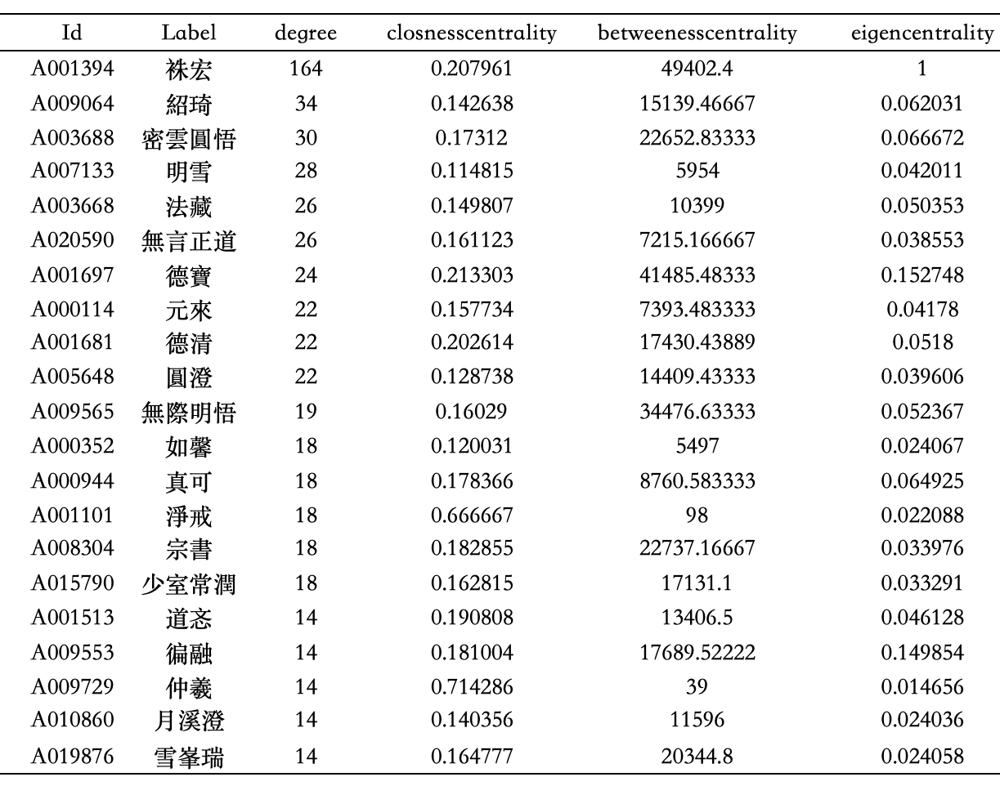 Id Label degree closnesscentrality betweenesscentrality eigencentrality
A001394 袾宏 164 0.207961 49402.4 1
A009064 紹琦 34 0.142638 15139.46667 0.062031
A003688 密雲圓悟 30 0.17312 22652.83333 0.066672
A007133 明雪 28 0.114815 5954 0.042011
A003668 法藏 26 0.149807 10399 0.050353
A020590 無言正道 26 0.161123 7215.166667 0.038553
A001697 德寶 24 0.213303 41485.48333 0.152748
A000114 元來 22 0.157734 7393.483333 0.04178
A001681 德清 22 0.202614 17430.43889 0.0518
A005648 圓澄 22 0.128738 14409.43333 0.039606
A009565 無際明悟 19 0.16029 34476.63333 0.052367
A000352 如馨 18 0.120031 5497 0.024067
A000944 真可 18 0.178366 8760.583333 0.064925
A001101 淨戒 18 0.666667 98 0.022088
A008304 宗書 18 0.182855 22737.16667 0.033976
A015790 少室常潤 18 0.162815 17131.1 0.033291
A001513 道忞 14 0.190808 13406.5 0.046128
A009553 徧融 14 0.181004 17689.52222 0.149854
A009729 仲羲 14 0.714286 39 0.014656
A010860 月溪澄 14 0.140356 11596 0.024036
A019876 雪峯瑞 14 0.164777 20344.8 0.024058